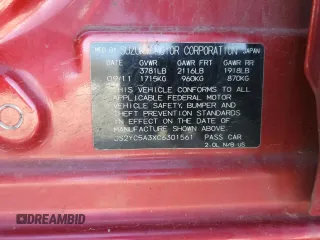 MFD BY SUZUKI MOTOR CORPORATION JAPAN
GVWR GAWR FRT GAWR RR
3781LB 2116LB 1918LB
09/11 1715KG 960KG 870KG
THIS VEHICLE CONFORMS TO ALL
APPLICABLE FEDERAL MOTOR
VEHICLE SAFETY, BUMPER AND
THEFT PREVENTION STANDARDS
IN EFFECT ON THE DATE OF
MANUFACTURE SHOWN ABOVE.
JS2YC5A3XC6301561 PASS CAR
2.0L N/B-US
AUTOBIDMASTER
DREAMBID